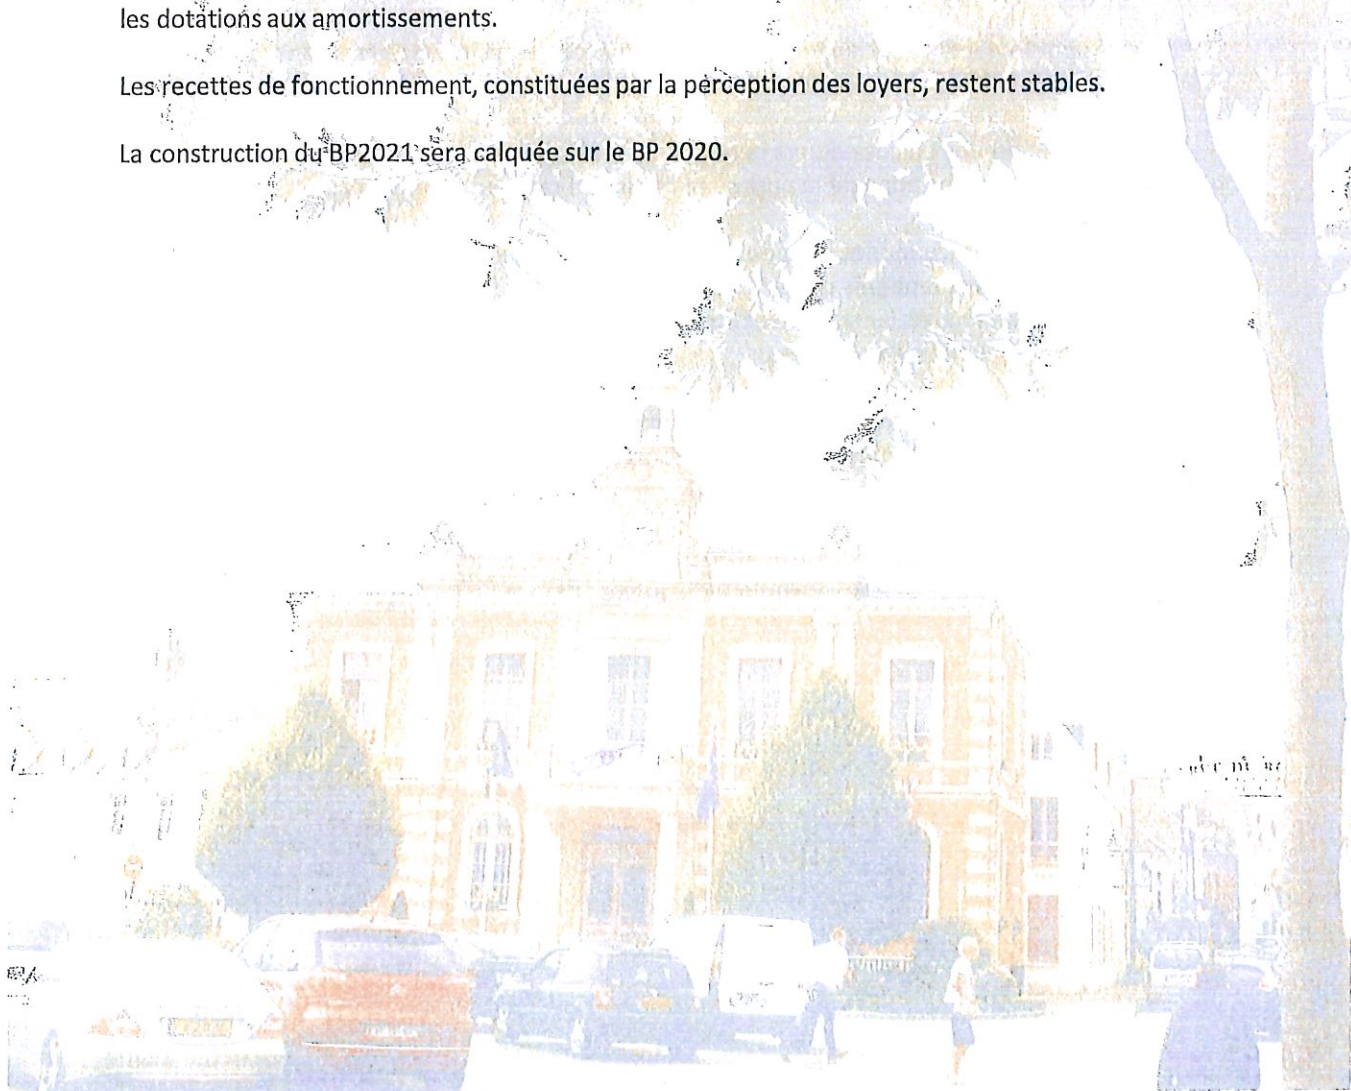 les dotations aux amortissements.
Les recettes de fonctionnement, constituées par la perception des loyers, restent stables.
La construction du BP2021 sera calquée sur le BP 2020.